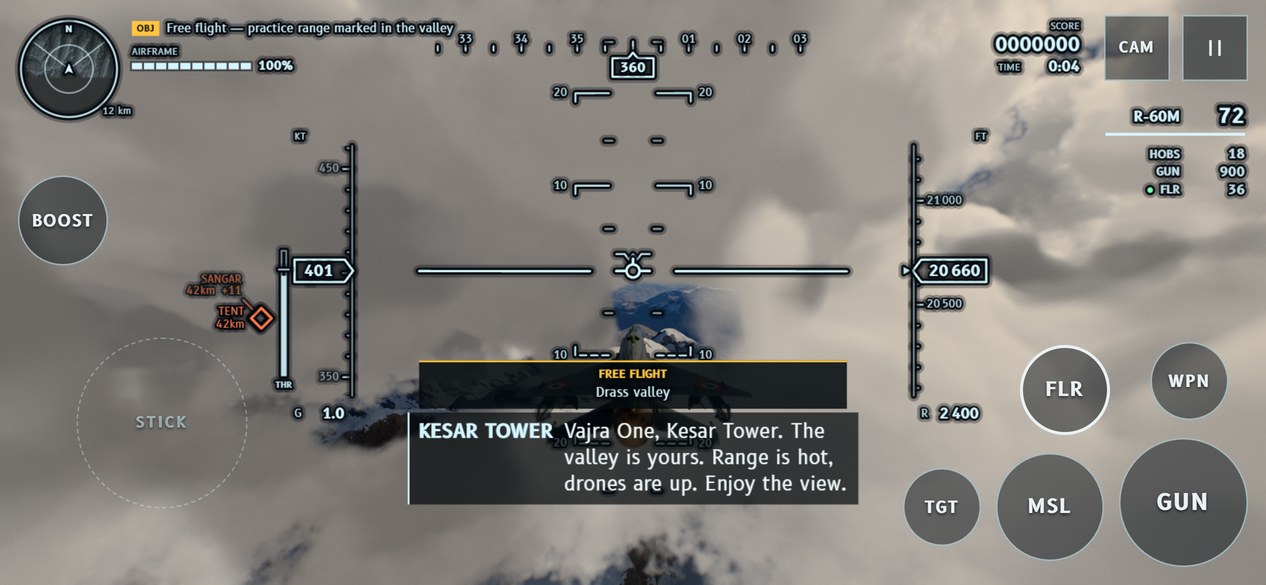 N
OBJ Free flight — practice range marked in the valley
AIRFRAME
100%
12 km
33 34 35 01 02 03
360
SCORE
0000000
TIME 0:04
CAM
R-60M 72
HOBS 18
GUN 900
FLR 36
KT
450
401
350
G 1.0
THR
SANGAR
42km +11
TENT
42km
20 20
10 10
10 10
20 20
FT
21 000
20 660
20 500
R 2 400
BOOST
STICK
FREE FLIGHT
Drass valley
KESAR TOWER Vajra One, Kesar Tower. The
valley is yours. Range is hot,
drones are up. Enjoy the view.
FLR
WPN
TGT
MSL
GUN